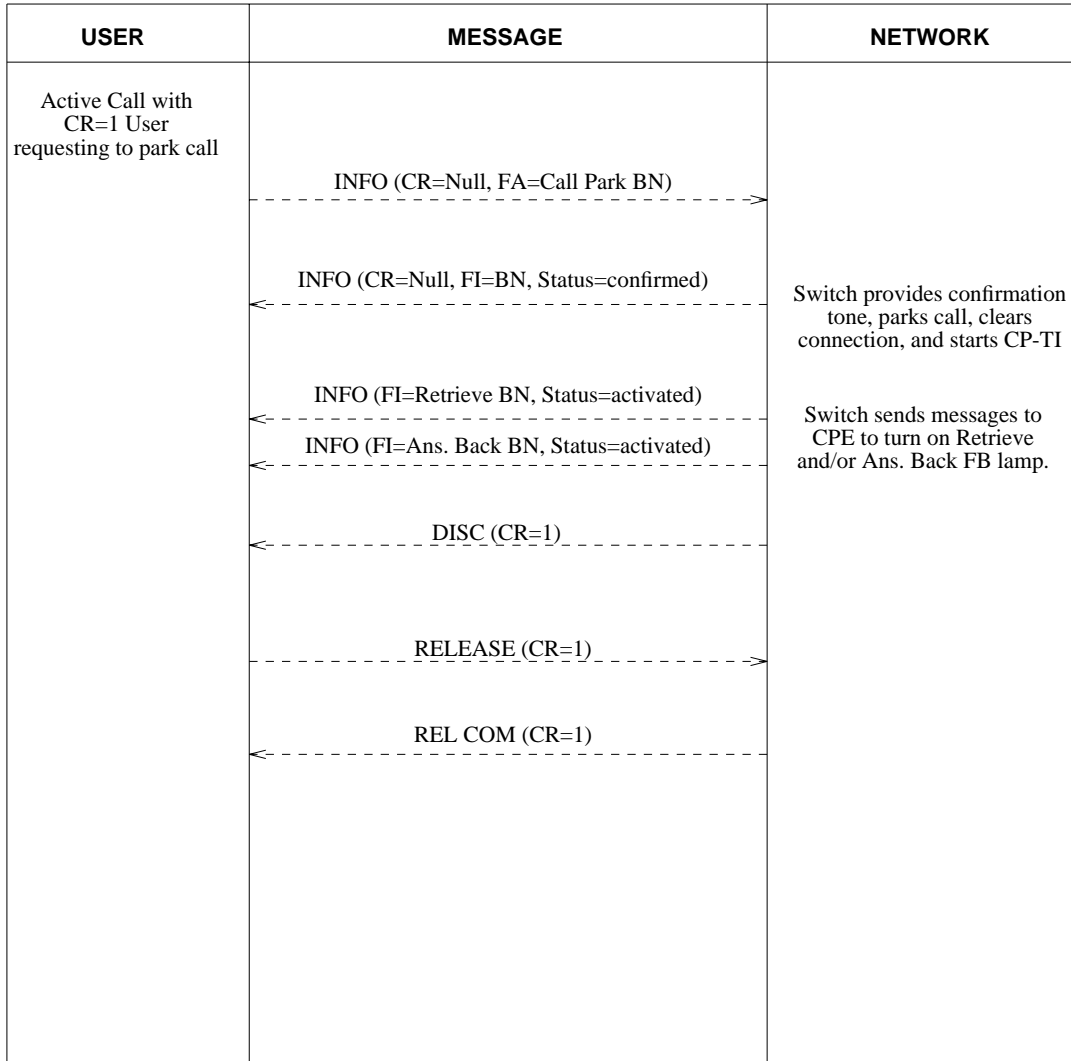 USER
MESSAGE
NETWORK
Active Call with
CR=1 User
requesting to park call
INFO (CR=Null, FA=Call Park BN)
INFO (CR=Null, FI=BN, Status=confirmed)
Switch provides confirmation
tone, parks call, clears
connection, and starts CP-TI
INFO (FI=Retrieve BN, Status=activated)
INFO (FI=Ans. Back BN, Status=activated)
Switch sends messages to
CPE to turn on Retrieve
and/or Ans. Back FB lamp.
DISC (CR=1)
RELEASE (CR=1)
REL COM (CR=1)